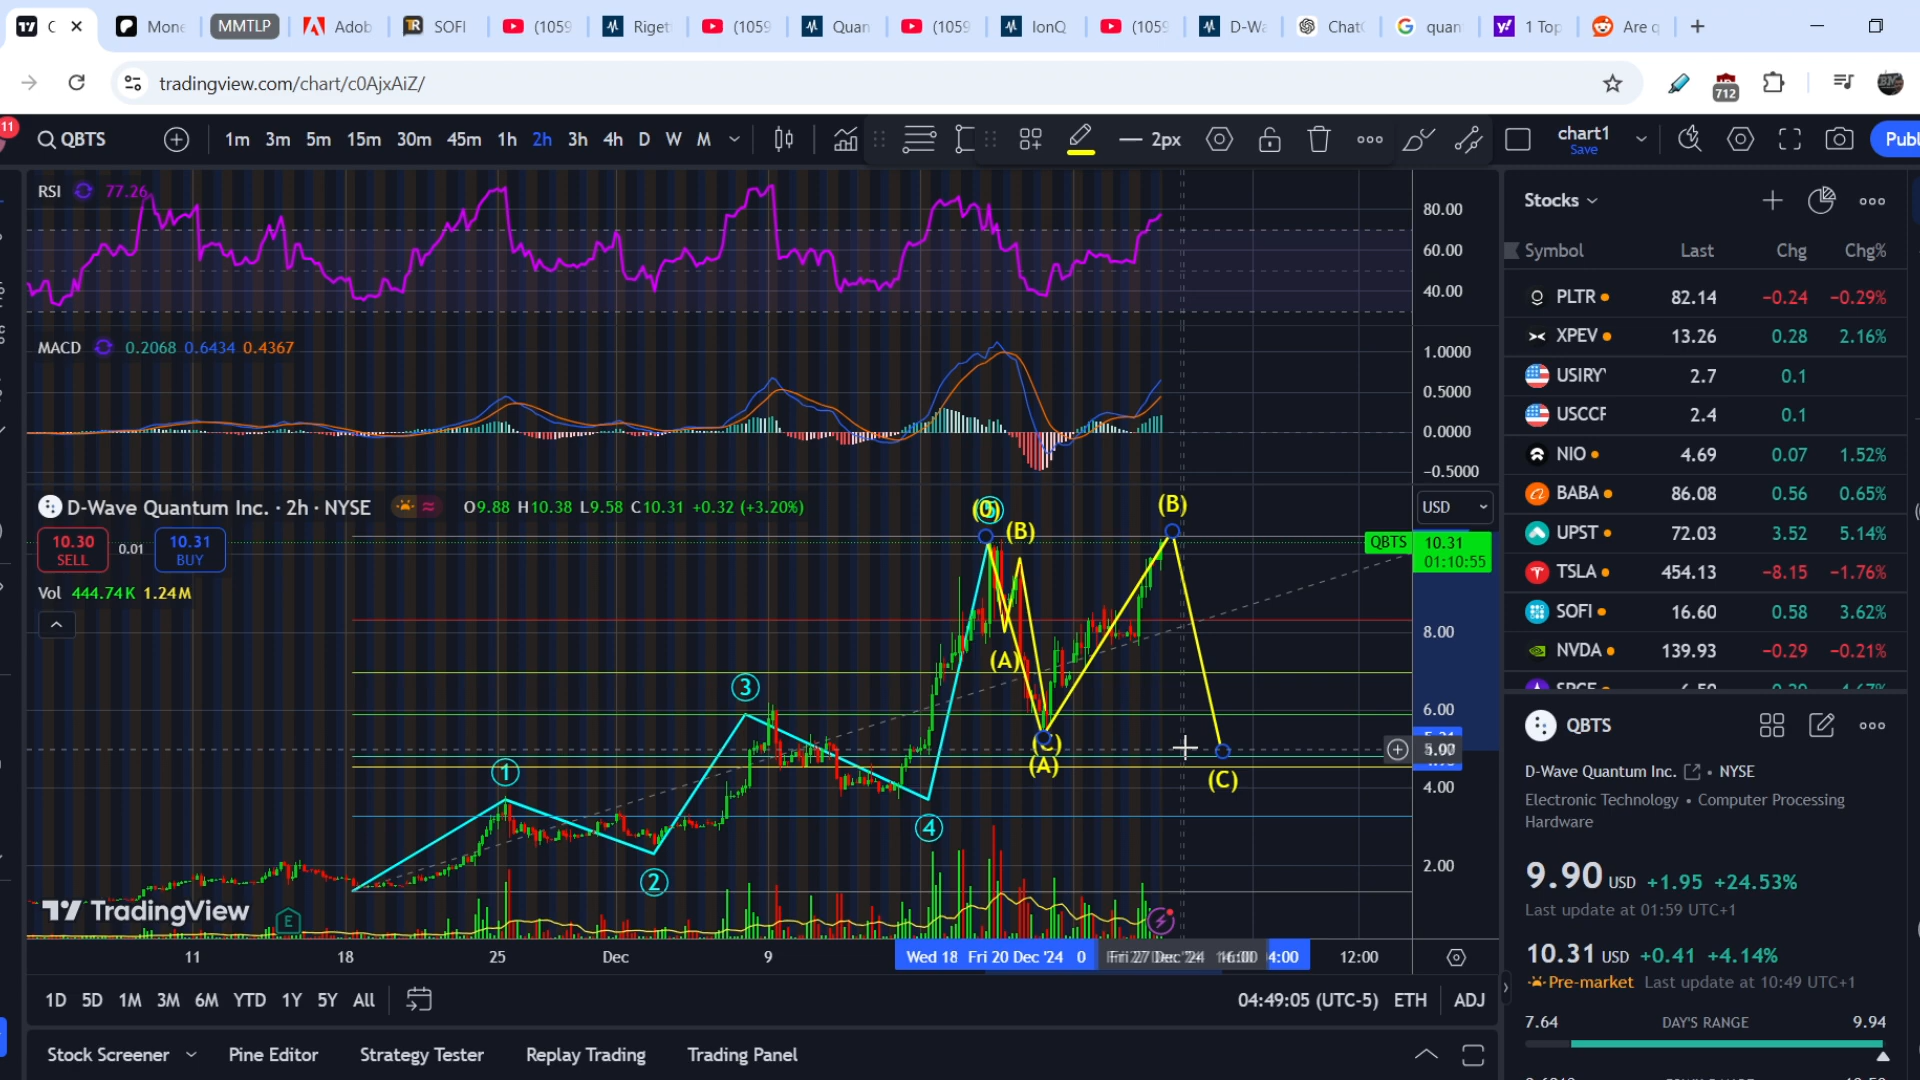 C
Mone
MMTLP
Adob
SOFI
(1059
Riget
(1059
Quan
(1059
IonQ
(1059
D-Wa
ChatG
quan
1 Top
Are q
tradingview.com/chart/c0AjxAiZ/
712
11
QBTS
1m 3m 5m 15m 30m 45m 1h 2h 3h 4h D W M
2px
chart1
Save
Publ
RSI 77.26
80.00
60.00
40.00
MACD 0.2068 0.6434 0.4367
1.0000
0.5000
0.0000
−0.5000
D-Wave Quantum Inc. · 2h · NYSE
O9.88 H10.38 L9.58 C10.31 +0.32 (+3.20%)
USD
10.30
SELL
0.01
10.31
BUY
Vol 444.74K 1.24M
QBTS 10.31
01:10:55
(B)
(B)
(A)
(C)
(A)
(C)
1
2
3
4
8.00
6.00
4.00
2.00
TradingView
E
11 18 25 Dec 9 Wed 18 Fri 20 Dec '24 12:00
1D 5D 1M 3M 6M YTD 1Y 5Y All
04:49:05 (UTC-5) ETH ADJ
Stock Screener Pine Editor Strategy Tester Replay Trading Trading Panel
Stocks
Symbol Last Chg Chg%
PLTR 82.14 −0.24 −0.29%
XPEV 13.26 0.28 2.16%
USIRY 2.7 0.1
USCCF 2.4 0.1
NIO 4.69 0.07 1.52%
BABA 86.08 0.56 0.65%
UPST 72.03 3.52 5.14%
TSLA 454.13 −8.15 −1.76%
SOFI 16.60 0.58 3.62%
NVDA 139.93 −0.29 −0.21%
QBTS
D-Wave Quantum Inc. • NYSE
Electronic Technology • Computer Processing
Hardware
9.90 USD +1.95 +24.53%
Last update at 01:59 UTC+1
10.31 USD +0.41 +4.14%
Pre-market Last update at 10:49 UTC+1
7.64 DAY'S RANGE 9.94